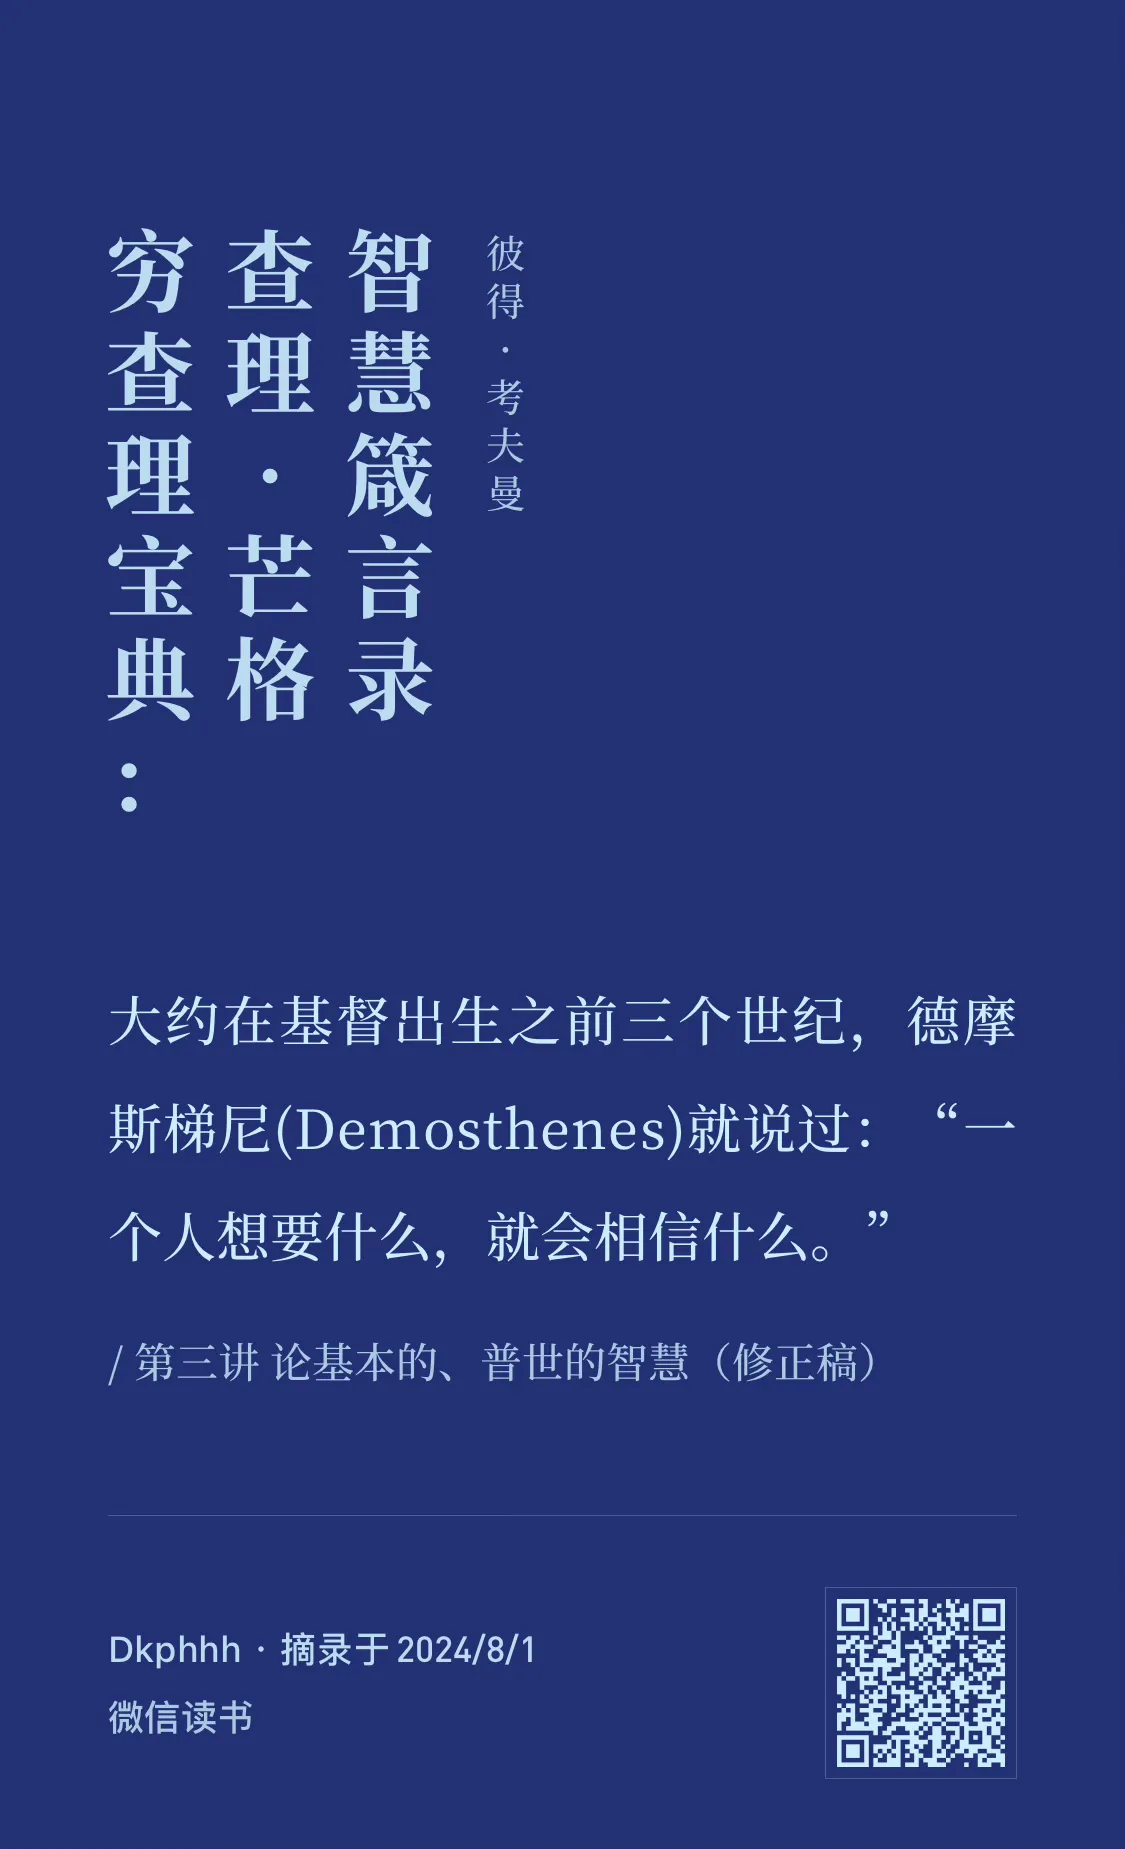 穷查理宝典：
查理·芒格
智慧箴言录
彼得·考夫曼
大约在基督出生之前三个世纪，德摩
斯梯尼(Demosthenes)就说过：“一
个人想要什么，就会相信什么。”
/ 第三讲 论基本的、普世的智慧（修正稿）
Dkphhh · 摘录于 2024/8/1
微信读书